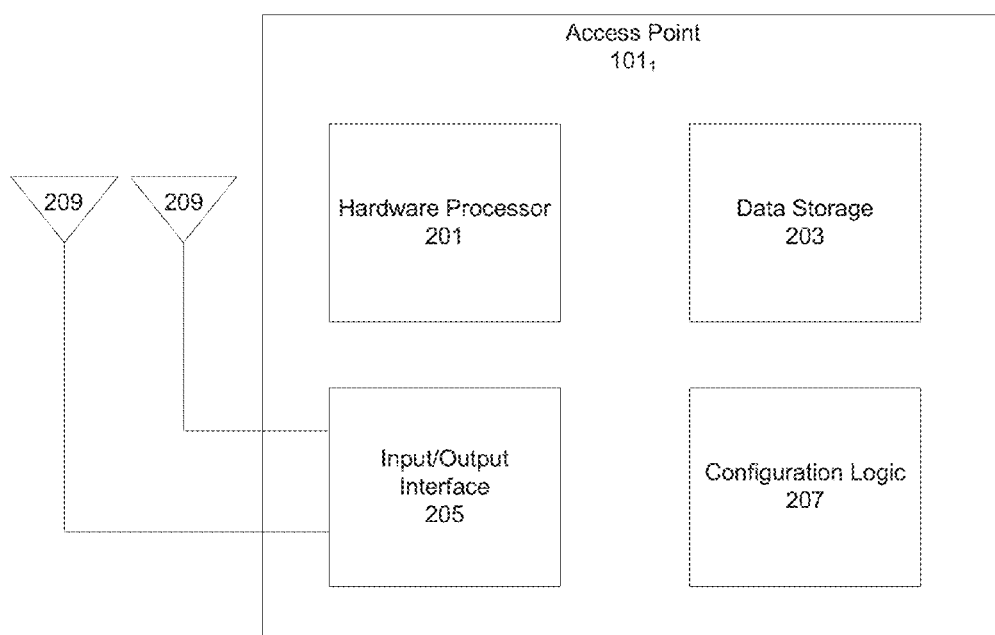 Access Point
101₁
209
209
Hardware Processor
201
Data Storage
203
Input/Output
Interface
205
Configuration Logic
207